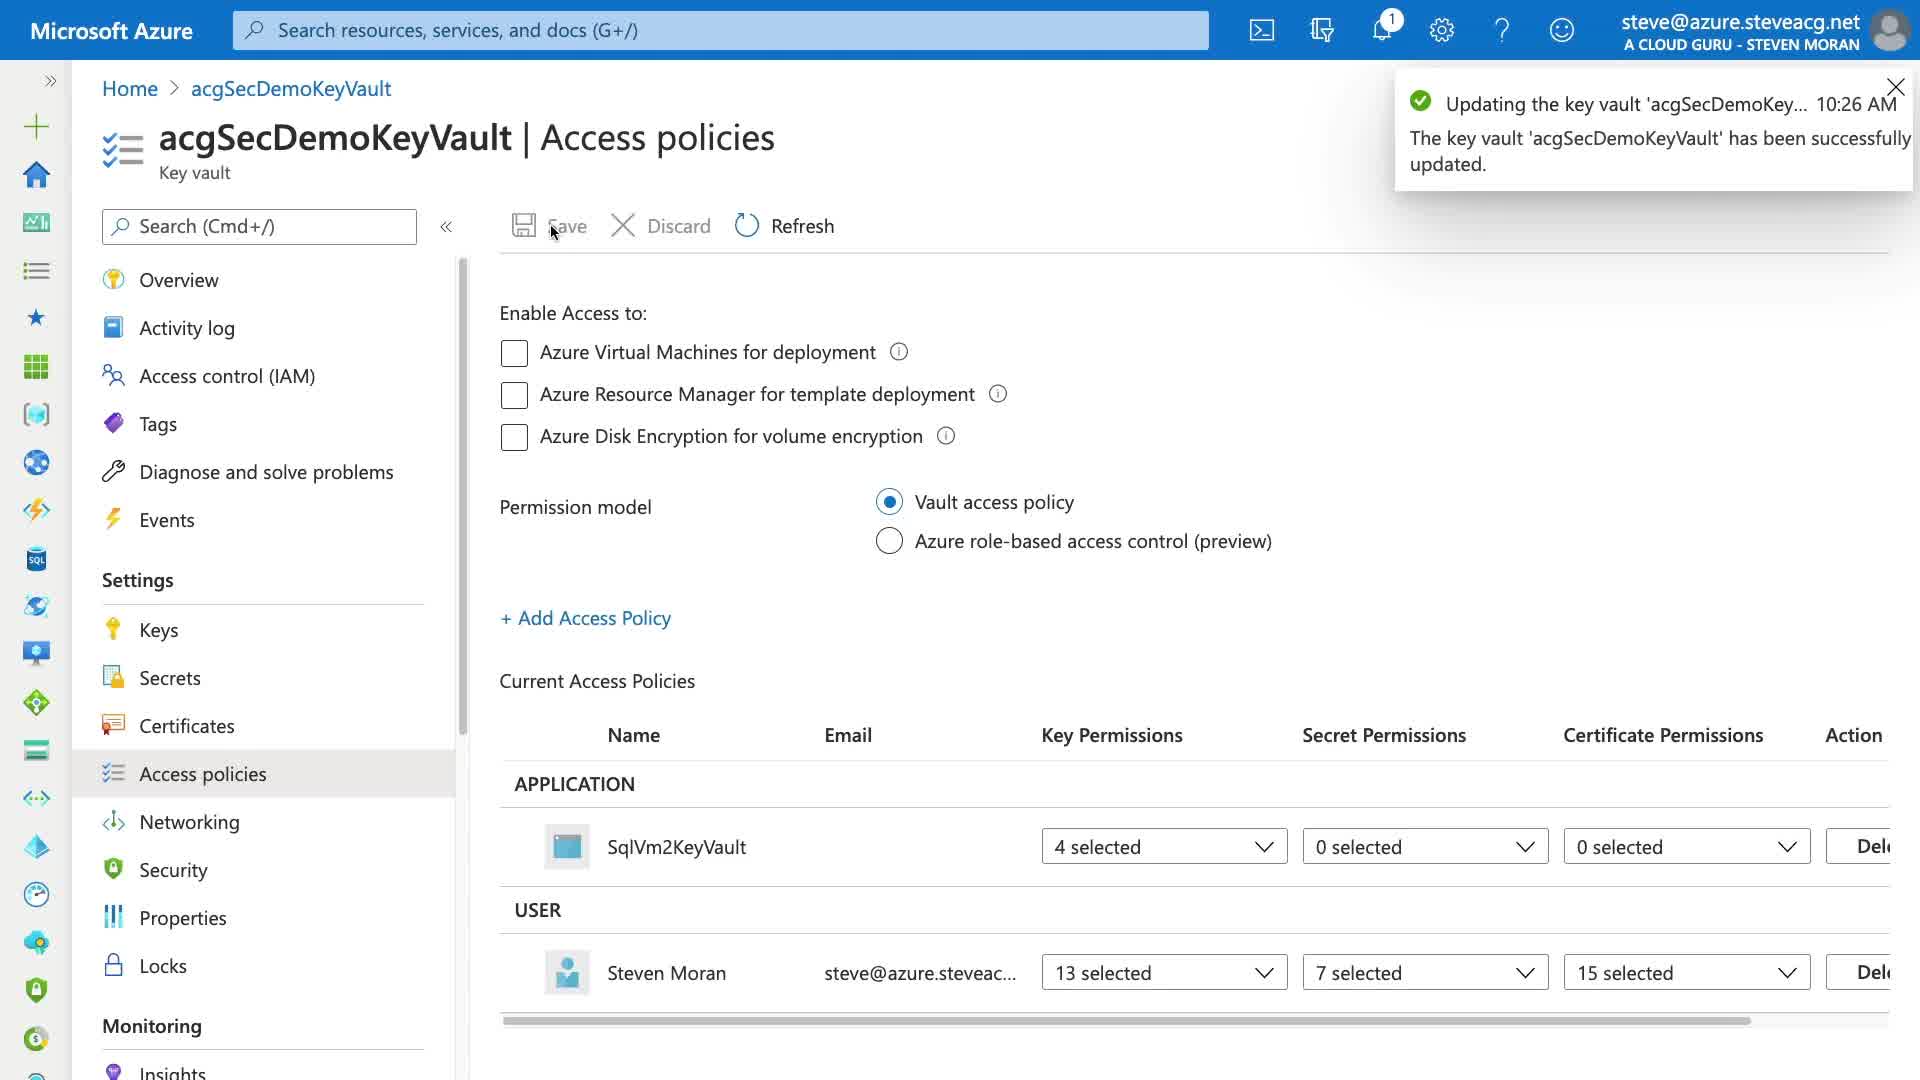 Microsoft Azure
Search resources, services, and docs (G+/)
1
steve@azure.steveacg.net
A CLOUD GURU - STEVEN MORAN
Home > acgSecDemoKeyVault
acgSecDemoKeyVault | Access policies
Key vault
Updating the key vault 'acgSecDemoKey... 10:26 AM
The key vault 'acgSecDemoKeyVault' has been successfully
updated.
Search (Cmd+/)
«
Save
Discard
Refresh
Overview
Activity log
Access control (IAM)
Tags
Diagnose and solve problems
Events
Settings
Keys
Secrets
Certificates
Access policies
Networking
Security
Properties
Locks
Monitoring
Insights
Enable Access to:
Azure Virtual Machines for deployment
Azure Resource Manager for template deployment
Azure Disk Encryption for volume encryption
Permission model
Vault access policy
Azure role-based access control (preview)
+ Add Access Policy
Current Access Policies
Name Email Key Permissions Secret Permissions Certificate Permissions Action
APPLICATION
SqlVm2KeyVault 4 selected 0 selected 0 selected Dele
USER
Steven Moran steve@azure.steveac... 13 selected 7 selected 15 selected Dele